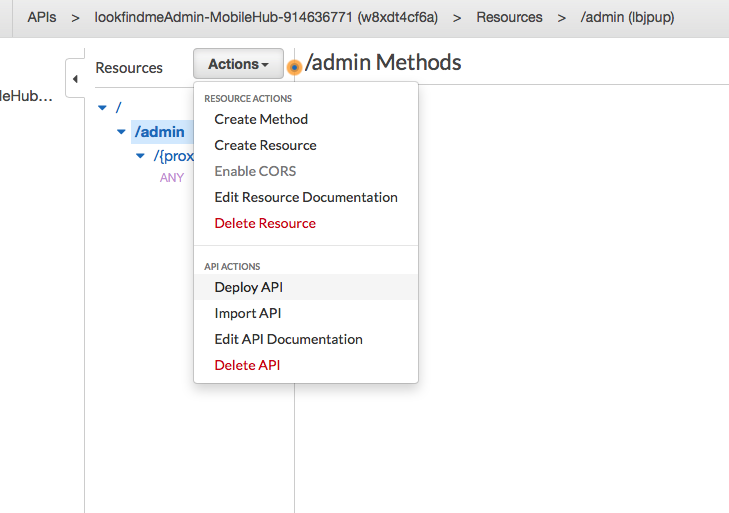 APIs > lookfindmeAdmin-MobileHub-914636771 (w8xdt4cf6a) > Resources > /admin (lbjpup)
Resources
Actions
/admin Methods
leHub...
/
/admin
/{prox
ANY
RESOURCE ACTIONS
Create Method
Create Resource
Enable CORS
Edit Resource Documentation
Delete Resource
API ACTIONS
Deploy API
Import API
Edit API Documentation
Delete API